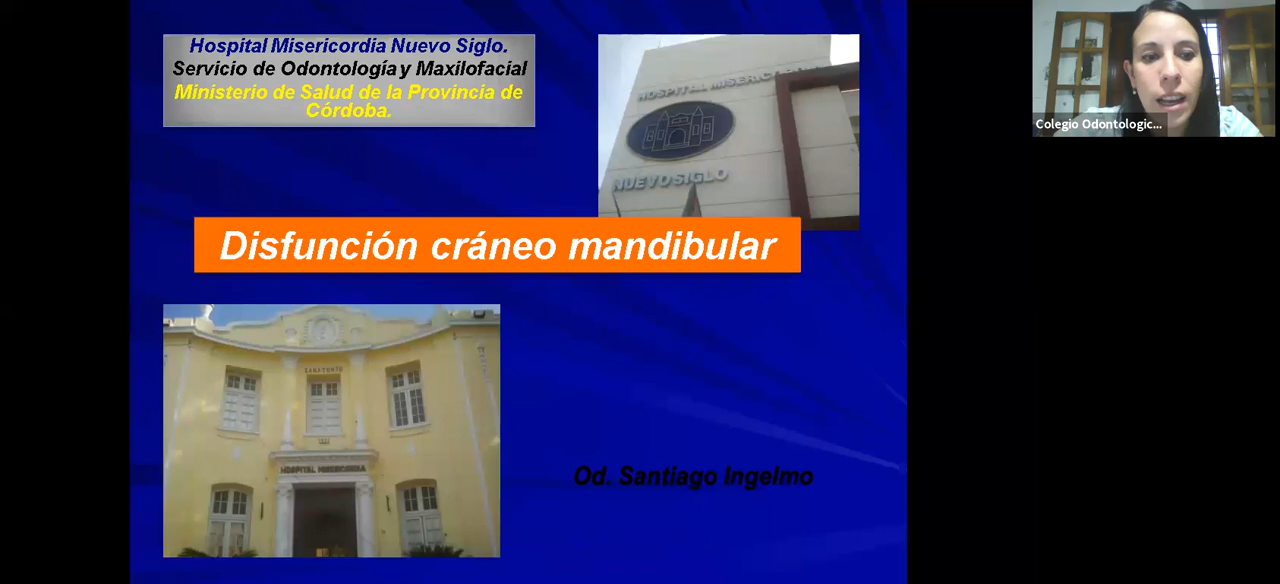 Hospital Misericordia Nuevo Siglo.
Servicio de Odontología y Maxilofacial
Ministerio de Salud de la Provincia de
Córdoba.
HOSPITAL MISERICORDIA
NUEVO SIGLO
Colegio Odontologic...
Disfunción cráneo mandibular
HOSPITAL MISERICORDIA
Od. Santiago Ingelmo